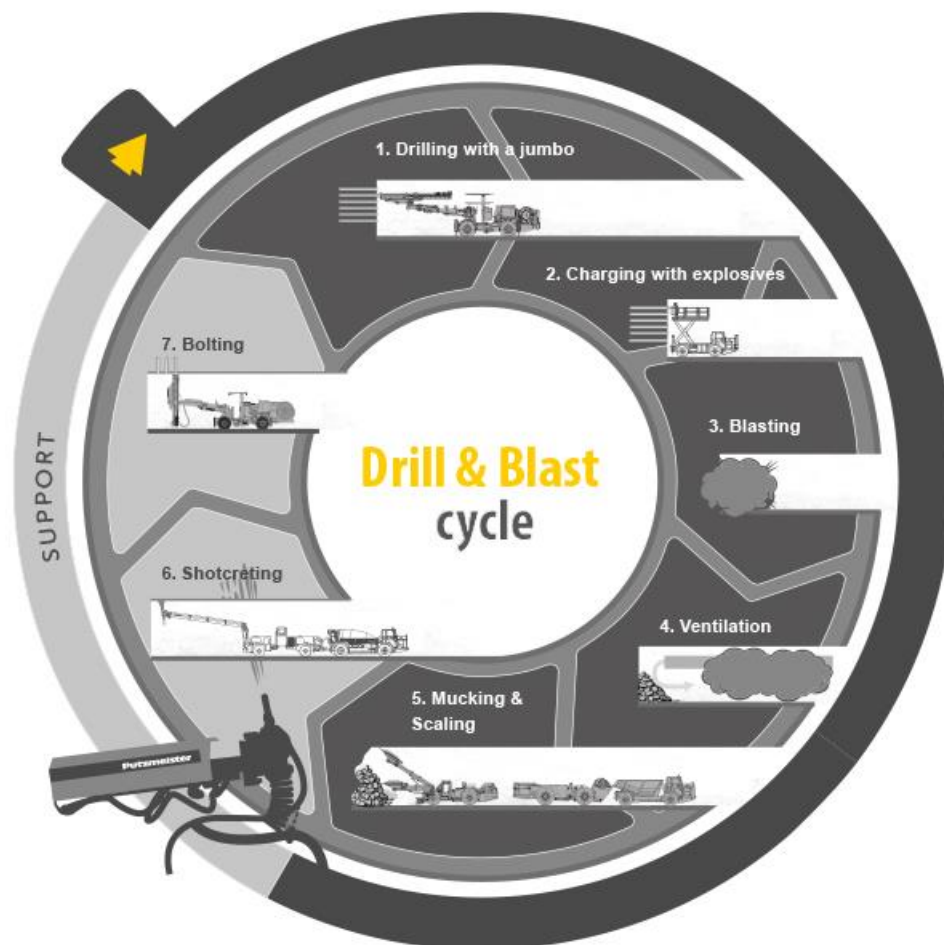 1. Drilling with a jumbo
2. Charging with explosives
3. Blasting
4. Ventilation
5. Mucking &
Scaling
6. Shotcreting
7. Bolting
SUPPORT
Drill & Blast
cycle
Putzmeister